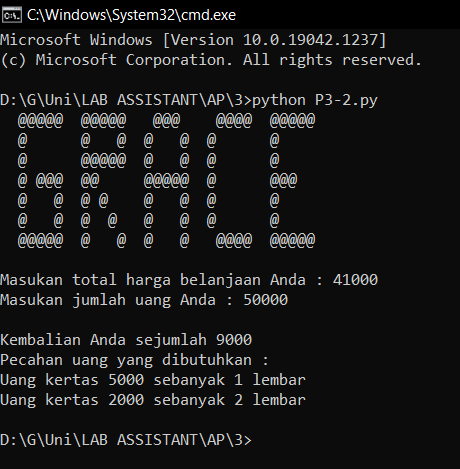 C:\Windows\System32\cmd.exe
Microsoft Windows [Version 10.0.19042.1237]
(c) Microsoft Corporation. All rights reserved.
D:\G\Uni\LAB ASSISTANT\AP\3>python P3-2.py
  @@@@@  @@@@@   @@@    @@@@  @@@@@
  @      @   @  @   @  @      @
  @      @@@@@  @   @  @      @
  @ @@@  @@     @@@@@  @      @@@
  @   @  @ @    @   @  @      @
  @   @  @  @   @   @  @      @
  @@@@@  @   @  @   @   @@@@  @@@@@
Masukan total harga belanjaan Anda : 41000
Masukan jumlah uang Anda : 50000
Kembalian Anda sejumlah 9000
Pecahan uang yang dibutuhkan :
Uang kertas 5000 sebanyak 1 lembar
Uang kertas 2000 sebanyak 2 lembar
D:\G\Uni\LAB ASSISTANT\AP\3>